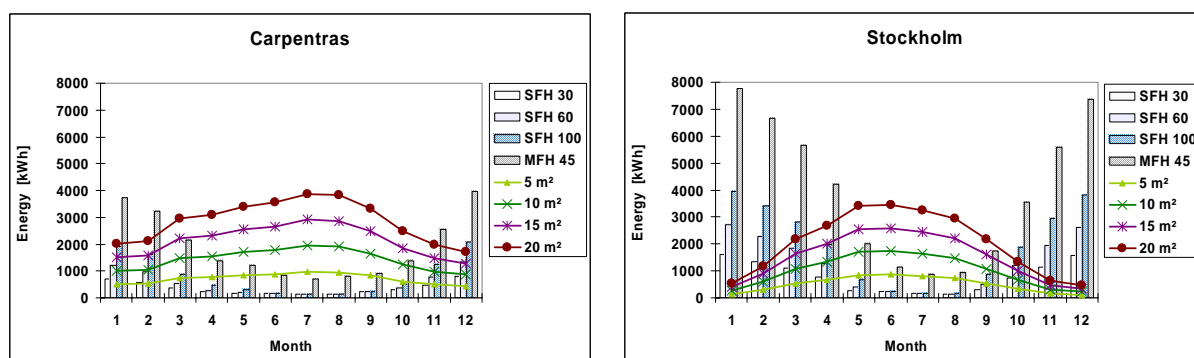 Carpentras
8000
7000
6000
5000
4000
3000
2000
1000
0
Energy [kWh]
1 2 3 4 5 6 7 8 9 10 11 12
Month
SFH 30
SFH 60
SFH 100
MFH 45
5 m²
10 m²
15 m²
20 m²
Stockholm
8000
7000
6000
5000
4000
3000
2000
1000
0
Energy [kWh]
1 2 3 4 5 6 7 8 9 10 11 12
Month
SFH 30
SFH 60
SFH 100
MFH 45
5 m²
10 m²
15 m²
20 m²